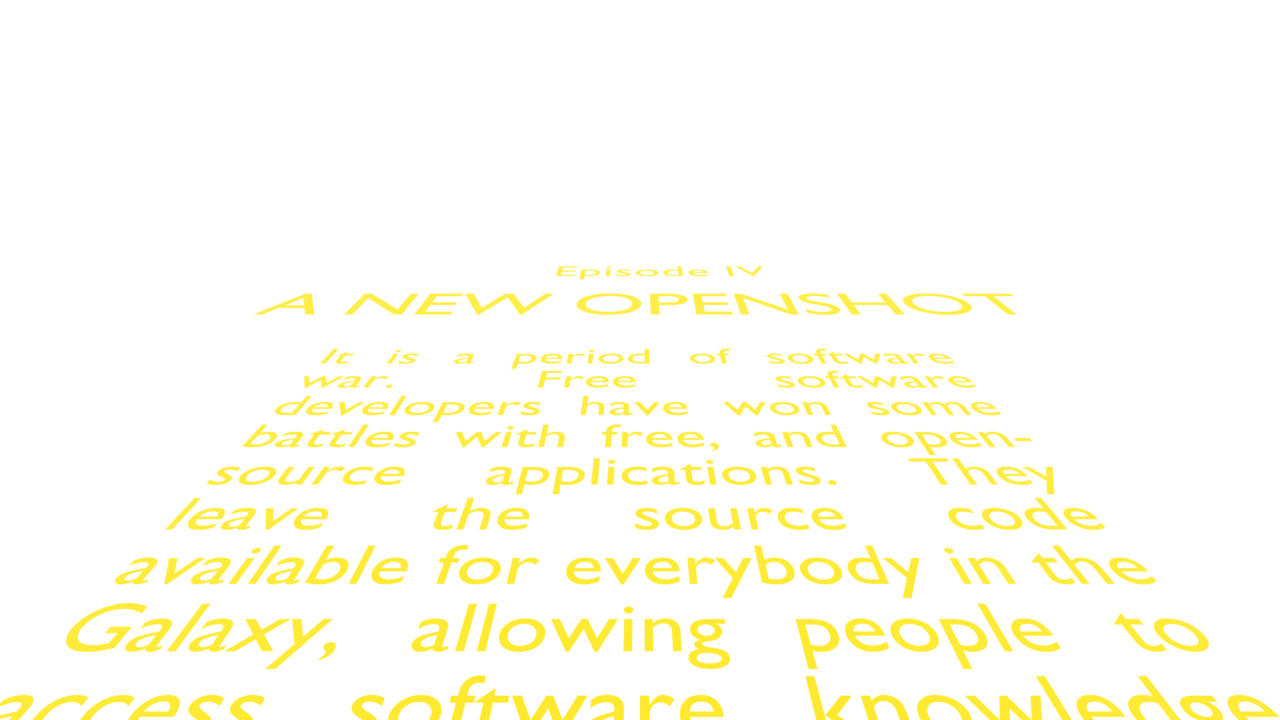 Episode IV
A NEW OPENSHOT
It is a period of software
war. Free software
developers have won some
battles with free, and open-
source applications. They
leave the source code
available for everybody in the
Galaxy, allowing people to
access software knowledge